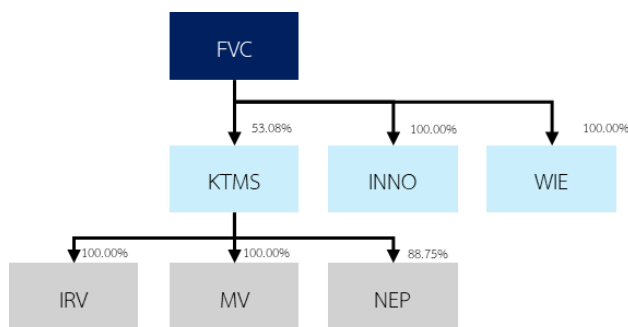 FVC
53.08%
100.00%
100.00%
KTMS
INNO
WIE
100.00%
100.00%
88.75%
IRV
MV
NEP